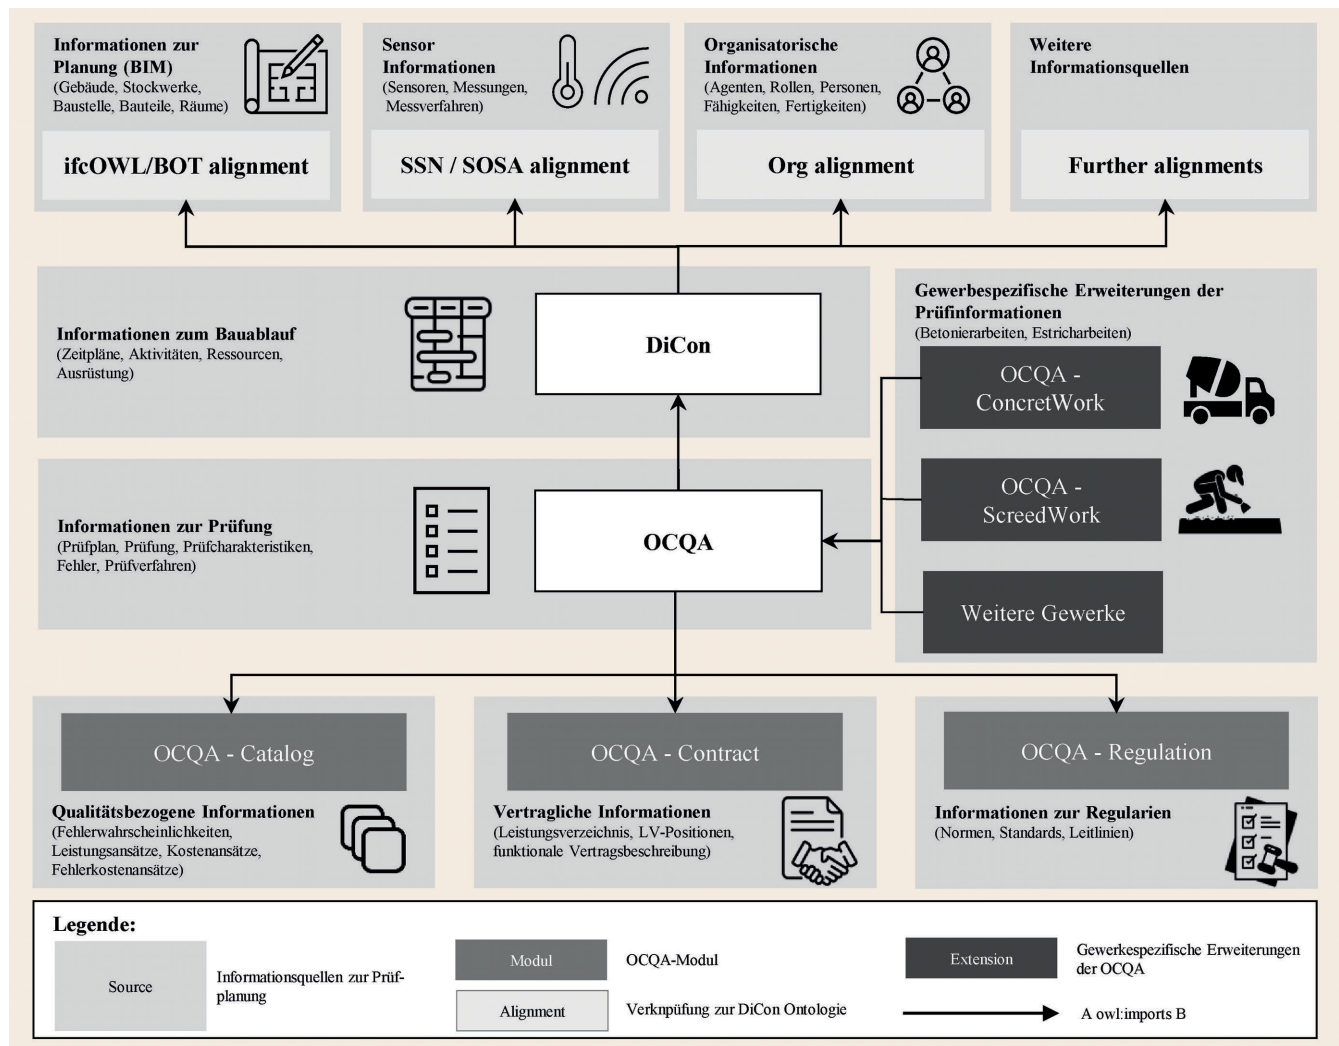 Informationen zur
Planung (BIM)
(Gebäude, Stockwerke,
Baustelle, Bauteile, Räume)
ifcOWL/BOT alignment
Sensor
Informationen
(Sensoren, Messungen,
Messverfahren)
SSN / SOSA alignment
Organisatorische
Informationen
(Agenten, Rollen, Personen,
Fähigkeiten, Fertigkeiten)
Org alignment
Weitere
Informationsquellen
Further alignments
Informationen zum Bauablauf
(Zeitpläne, Aktivitäten, Ressourcen,
Ausrüstung)
DiCon
Gewerbespezifische Erweiterungen der
Prüfinformationen
(Betonierarbeiten, Estricharbeiten)
OCQA -
ConcretWork
OCQA -
ScreedWork
Weitere Gewerke
Informationen zur Prüfung
(Prüfplan, Prüfung, Prüfcharakteristiken,
Fehler, Prüfverfahren)
OCQA
OCQA - Catalog
Qualitätsbezogene Informationen
(Fehlerwahrscheinlichkeiten,
Leistungsansätze, Kostenansätze,
Fehlerkostenansätze)
OCQA - Contract
Vertragliche Informationen
(Leistungsverzeichnis, LV-Positionen,
funktionale Vertragsbeschreibung)
OCQA - Regulation
Informationen zur Regularien
(Normen, Standards, Leitlinien)
Legende:
Source
Informationsquellen zur Prüf-
planung
Modul
OCQA-Modul
Alignment
Verknpüfung zur DiCon Ontologie
Extension
Gewerkespezifische Erweiterungen
der OCQA
A owl:imports B